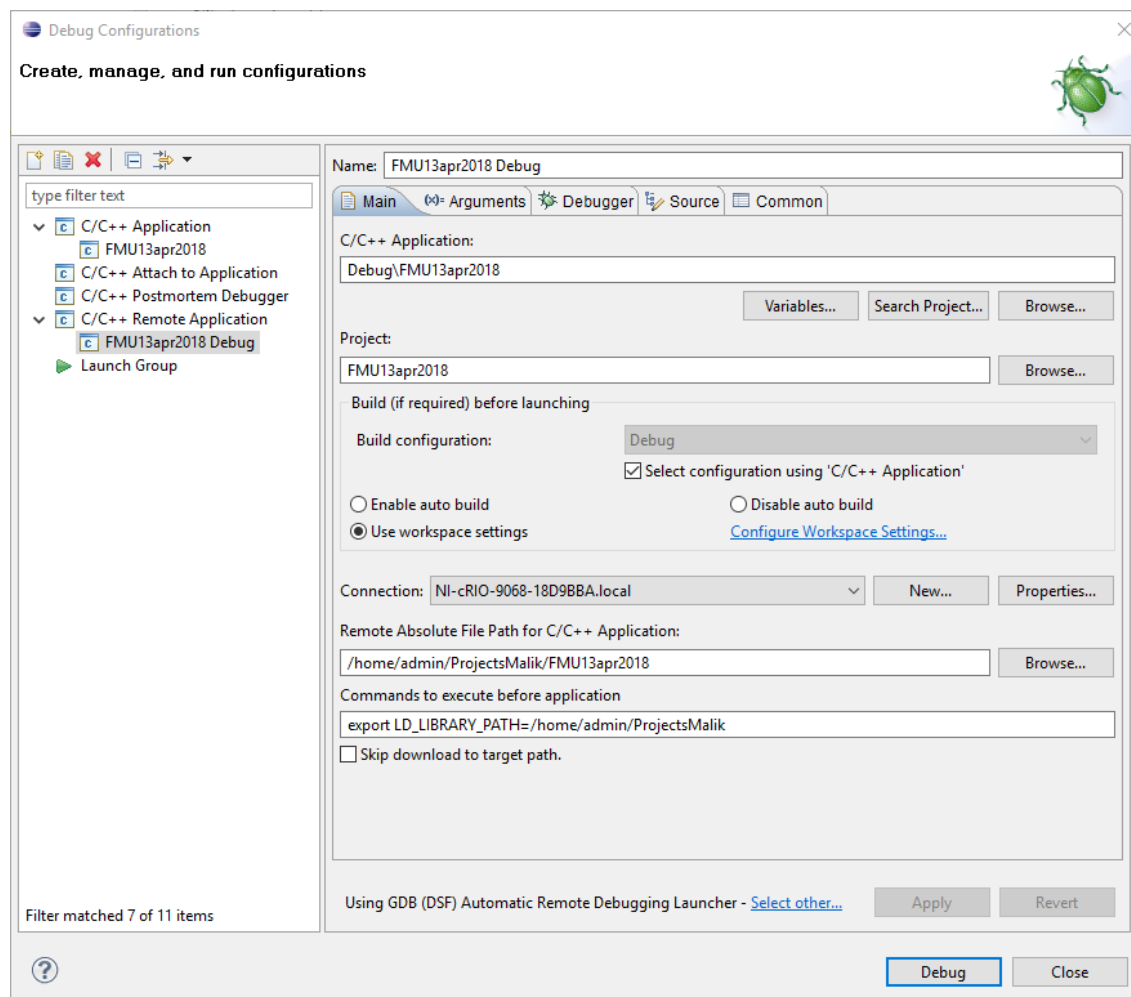 Debug Configurations
Create, manage, and run configurations
type filter text
C/C++ Application
FMU13apr2018
C/C++ Attach to Application
C/C++ Postmortem Debugger
C/C++ Remote Application
FMU13apr2018 Debug
Launch Group
Filter matched 7 of 11 items
Name: FMU13apr2018 Debug
Main (x)= Arguments Debugger Source Common
C/C++ Application:
Debug\FMU13apr2018
Variables... Search Project... Browse...
Project:
FMU13apr2018 Browse...
Build (if required) before launching
Build configuration: Debug
Select configuration using 'C/C++ Application'
Enable auto build Disable auto build
Use workspace settings Configure Workspace Settings...
Connection: NI-cRIO-9068-18D9BBA.local New... Properties...
Remote Absolute File Path for C/C++ Application:
/home/admin/ProjectsMalik/FMU13apr2018 Browse...
Commands to execute before application
export LD_LIBRARY_PATH=/home/admin/ProjectsMalik
Skip download to target path.
Using GDB (DSF) Automatic Remote Debugging Launcher - Select other... Apply Revert
Debug Close